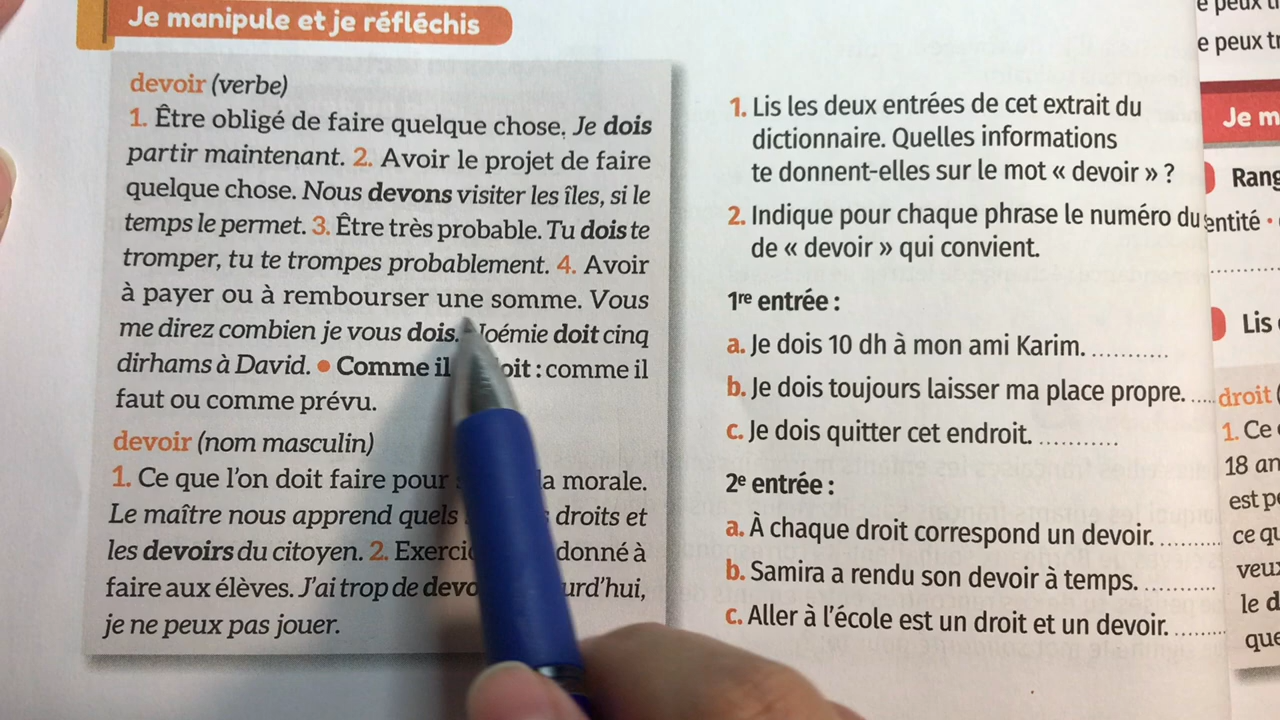 Je manipule et je réfléchis
devoir (verbe)
1. Être obligé de faire quelque chose. Je dois
partir maintenant. 2. Avoir le projet de faire
quelque chose. Nous devons visiter les îles, si le
temps le permet. 3. Être très probable. Tu dois te
tromper, tu te trompes probablement. 4. Avoir
à payer ou à rembourser une somme. Vous
me direz combien je vous dois. doit cinq
dirhams à David. • Comme il : comme il
faut ou comme prévu.
devoir (nom masculin)
1. Ce que l'on doit faire pour la morale.
Le maître nous apprend quels droits et
les devoirs du citoyen. 2. donné à
faire aux élèves. J'ai trop de
je ne peux pas jouer.
1. Lis les deux entrées de cet extrait du
dictionnaire. Quelles informations
te donnent-elles sur le mot « devoir » ?
2. Indique pour chaque phrase le numéro du
de « devoir » qui convient.
1re entrée :
a. Je dois 10 dh à mon ami Karim. ...........
b. Je dois toujours laisser ma place propre. .....
c. Je dois quitter cet endroit. ...........
2e entrée :
a. À chaque droit correspond un devoir. .........
b. Samira a rendu son devoir à temps. ..........
c. Aller à l'école est un droit et un devoir. ........
e peux
e peux
Je
Lis
droit
1. Ce
18
est
ce
le